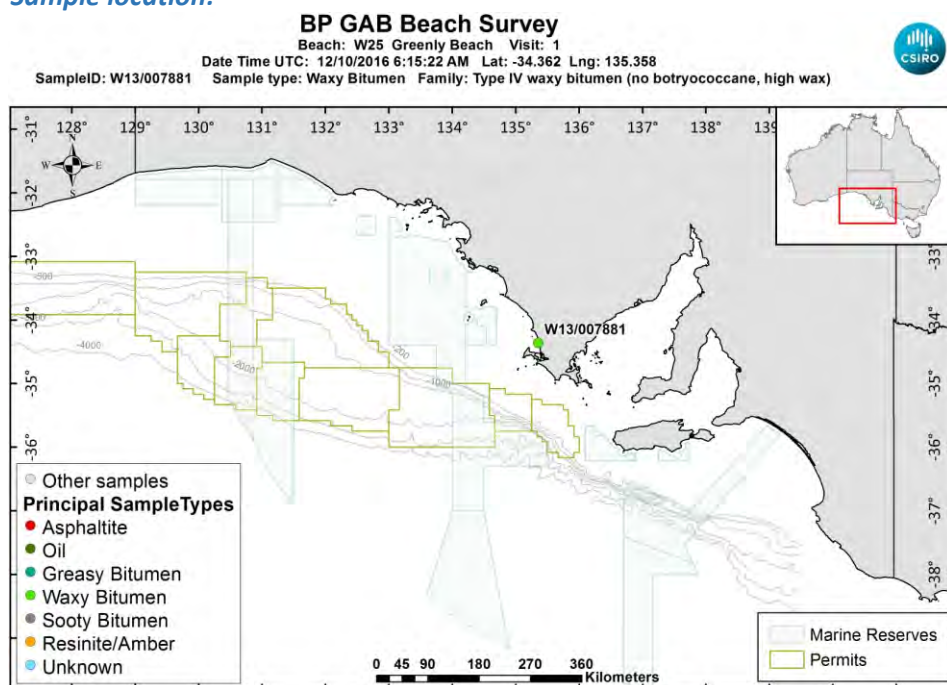 Sample location:
BP GAB Beach Survey
Beach: W25 Greenly Beach Visit: 1
Date Time UTC: 12/10/2016 6:15:22 AM Lat: -34.362 Lng: 135.358
SampleID: W13/007881 Sample type: Waxy Bitumen Family: Type IV waxy bitumen (no botryococcane, high wax)
CSIRO
128° 129° 130° 131° 132° 133° 134° 135° 136° 137° 138° 139
-31°
-32°
-33°
-34°
-35°
-36°
-37°
-38°
N
W E
S
-200
-1000
-2000
-4000
W13/007881
-33°
-34°
-35°
-36°
-37°
-38°
Other samples
Principal SampleTypes
Asphaltite
Oil
Greasy Bitumen
Waxy Bitumen
Sooty Bitumen
Resinite/Amber
Unknown
0 45 90 180 270 360
Kilometers
Marine Reserves
Permits